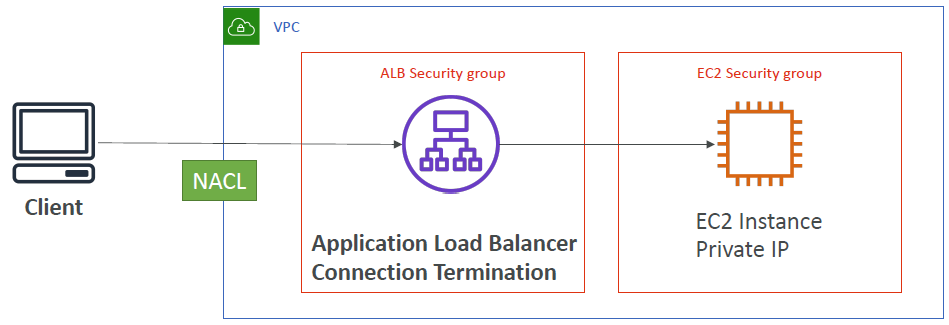 VPC
ALB Security group
EC2 Security group
NACL
Client
Application Load Balancer
Connection Termination
EC2 Instance
Private IP